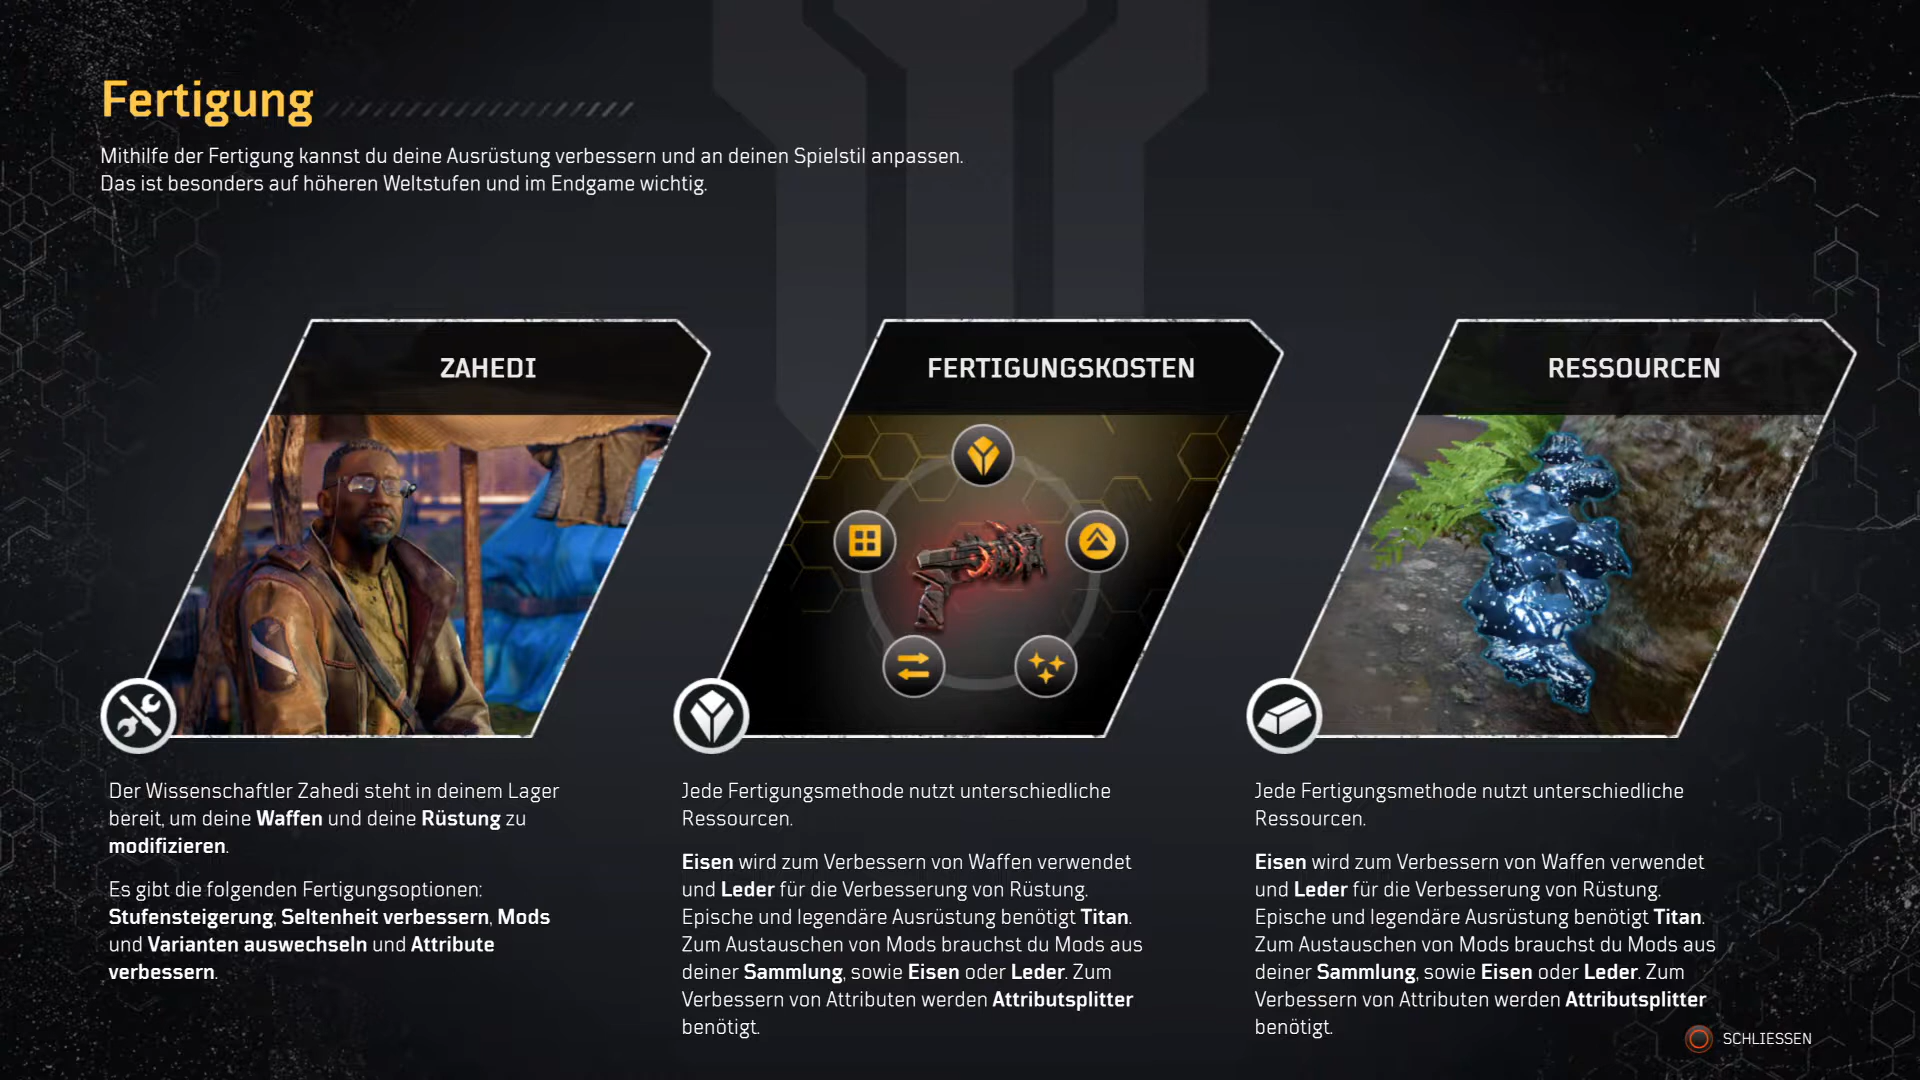 Fertigung
Mithilfe der Fertigung kannst du deine Ausrüstung verbessern und an deinen Spielstil anpassen.
Das ist besonders auf höheren Weltstufen und im Endgame wichtig.
ZAHEDI
Der Wissenschaftler Zahedi steht in deinem Lager
bereit, um deine Waffen und deine Rüstung zu
modifizieren.
Es gibt die folgenden Fertigungsoptionen:
Stufensteigerung, Seltenheit verbessern, Mods
und Varianten auswechseln und Attribute
verbessern.
FERTIGUNGSKOSTEN
Jede Fertigungsmethode nutzt unterschiedliche
Ressourcen.
Eisen wird zum Verbessern von Waffen verwendet
und Leder für die Verbesserung von Rüstung.
Epische und legendäre Ausrüstung benötigt Titan.
Zum Austauschen von Mods brauchst du Mods aus
deiner Sammlung, sowie Eisen oder Leder. Zum
Verbessern von Attributen werden Attributsplitter
benötigt.
RESSOURCEN
Jede Fertigungsmethode nutzt unterschiedliche
Ressourcen.
Eisen wird zum Verbessern von Waffen verwendet
und Leder für die Verbesserung von Rüstung.
Epische und legendäre Ausrüstung benötigt Titan.
Zum Austauschen von Mods brauchst du Mods aus
deiner Sammlung, sowie Eisen oder Leder. Zum
Verbessern von Attributen werden Attributsplitter
benötigt.
SCHLIESSEN